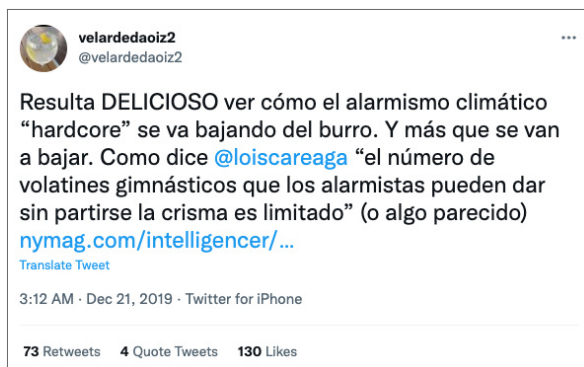 velardedaoiz2
@velardedaoiz2
Resulta DELICIOSO ver cómo el alarmismo climático
“hardcore” se va bajando del burro. Y más que se van
a bajar. Como dice @loiscareaga “el número de
volatines gimnásticos que los alarmistas pueden dar
sin partirse la crisma es limitado” (o algo parecido)
nymag.com/intelligencer/…
Translate Tweet
3:12 AM · Dec 21, 2019 · Twitter for iPhone
73 Retweets 4 Quote Tweets 130 Likes